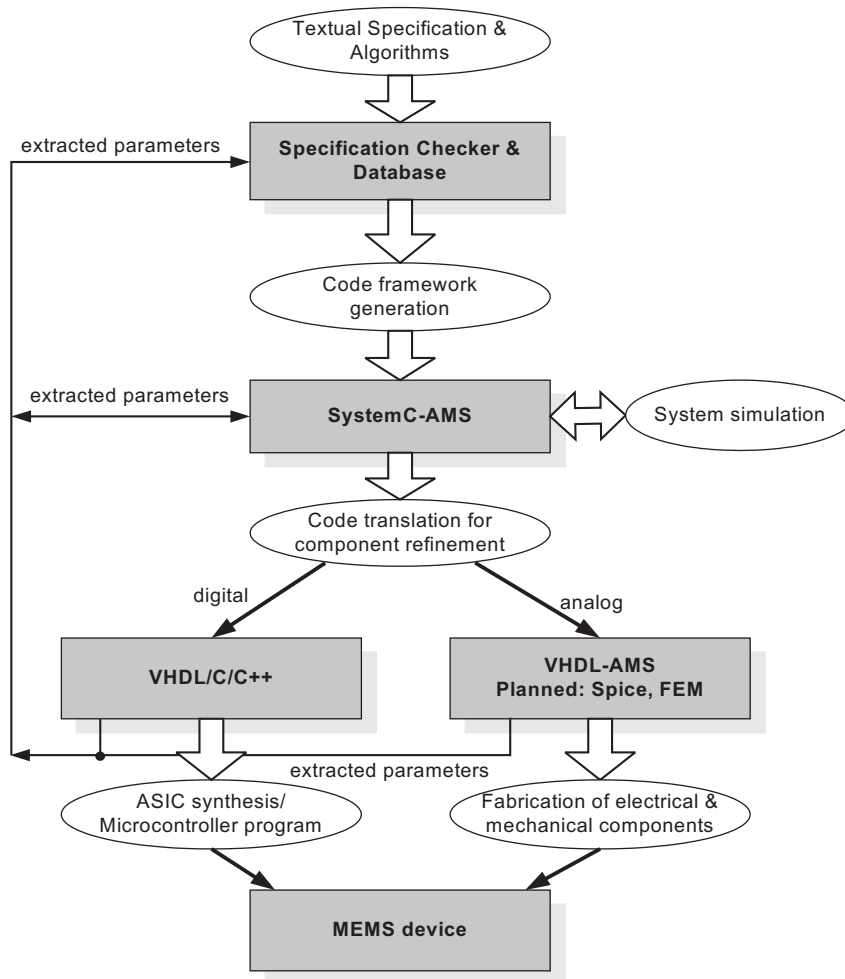 Textual Specification &
Algorithms
extracted parameters
Specification Checker &
Database
Code framework
generation
extracted parameters
SystemC-AMS
System simulation
Code translation for
component refinement
digital
analog
VHDL/C/C++
VHDL-AMS
Planned: Spice, FEM
extracted parameters
ASIC synthesis/
Microcontroller program
Fabrication of electrical &
mechanical components
MEMS device